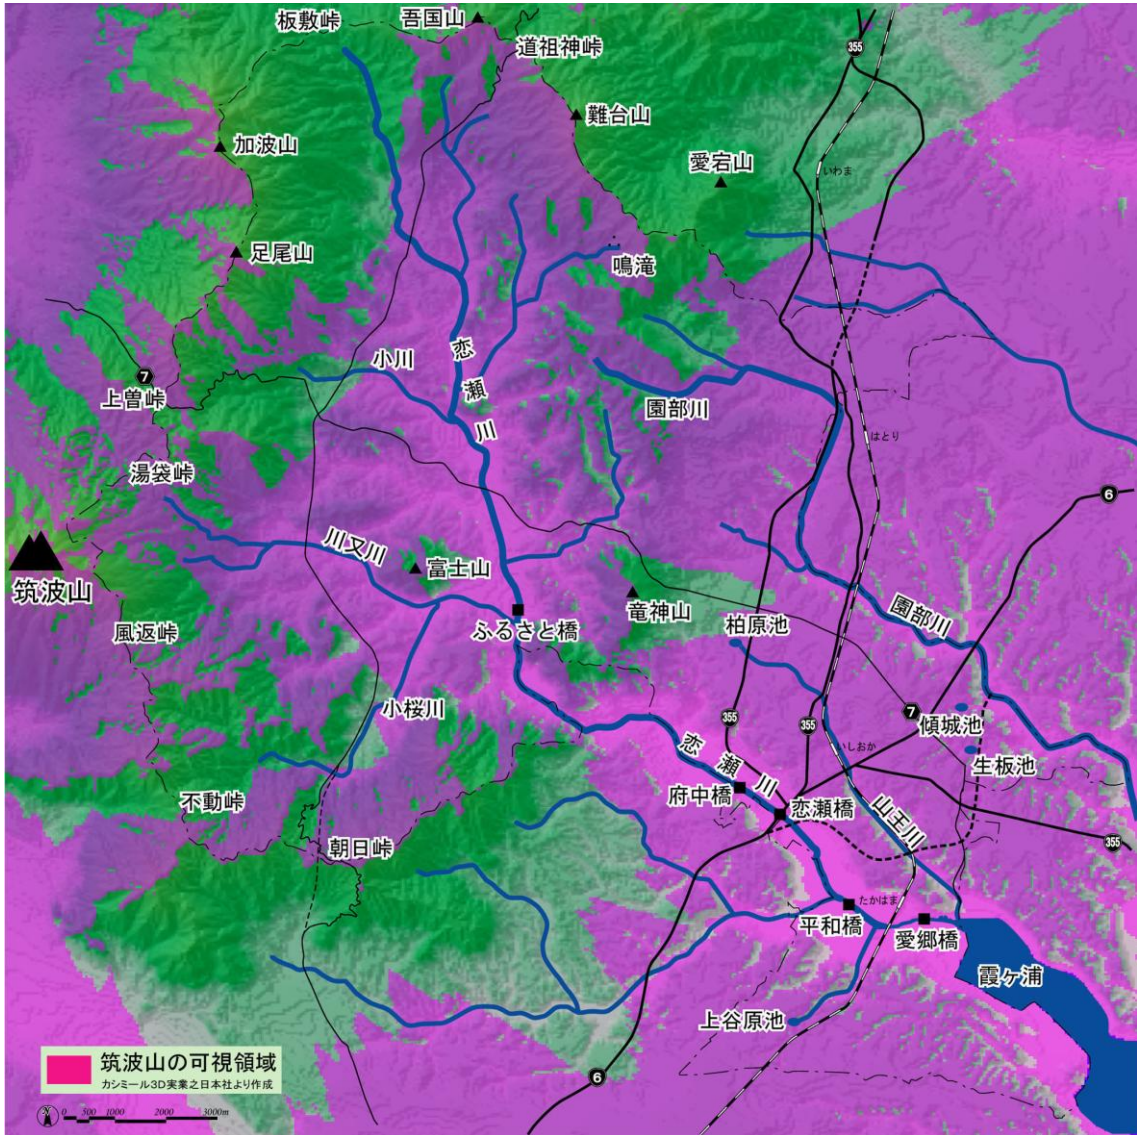 板敷峠
吾国山
道祖神峠
355
難台山
加波山
愛宕山
いわま
足尾山
鳴滝
小川
恋瀬川
7
上曽峠
園部川
はとり
湯袋峠
6
川又川
富士山
筑波山
竜神山
風返峠
ふるさと橋
柏原池
園部川
小桜川
355
355
7
傾城池
いしおか
恋瀬川
生板池
府中橋
不動峠
恋瀬橋
山王川
朝日峠
355
たかはま
平和橋
愛郷橋
霞ヶ浦
上谷原池
筑波山の可視領域
カシミール3D実業之日本社より作成
6
N
0 500 1000 2000 3000m